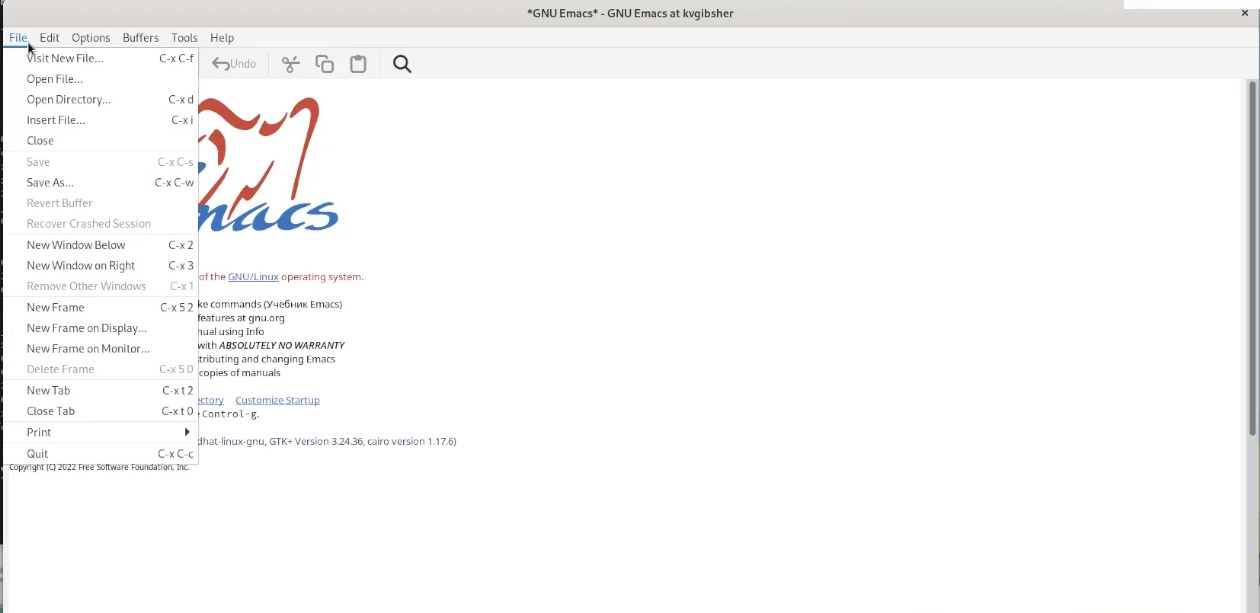 *GNU Emacs* - GNU Emacs at kvgibsher
File Edit Options Buffers Tools Help
Visit New File... C-x C-f
Undo
Open File...
Open Directory... C-x d
Insert File... C-x i
Close
Save C-x C-s
Save As... C-x C-w
Revert Buffer
Recover Crashed Session
New Window Below C-x 2
New Window on Right C-x 3
Remove Other Windows C-x 1
New Frame C-x 5 2
New Frame on Display...
New Frame on Monitor...
Delete Frame C-x 5 0
New Tab C-x t 2
Close Tab C-x t 0
Print
Quit C-x C-c
macs
of the GNU/Linux operating system.
ke commands (Учебник Emacs)
features at gnu.org
nual using Info
with ABSOLUTELY NO WARRANTY
tributing and changing Emacs
copies of manuals
ectory Customize Startup
Control-g.
dhat-linux-gnu, GTK+ Version 3.24.36, cairo version 1.17.6)
Copyright (C) 2022 Free Software Foundation, Inc.